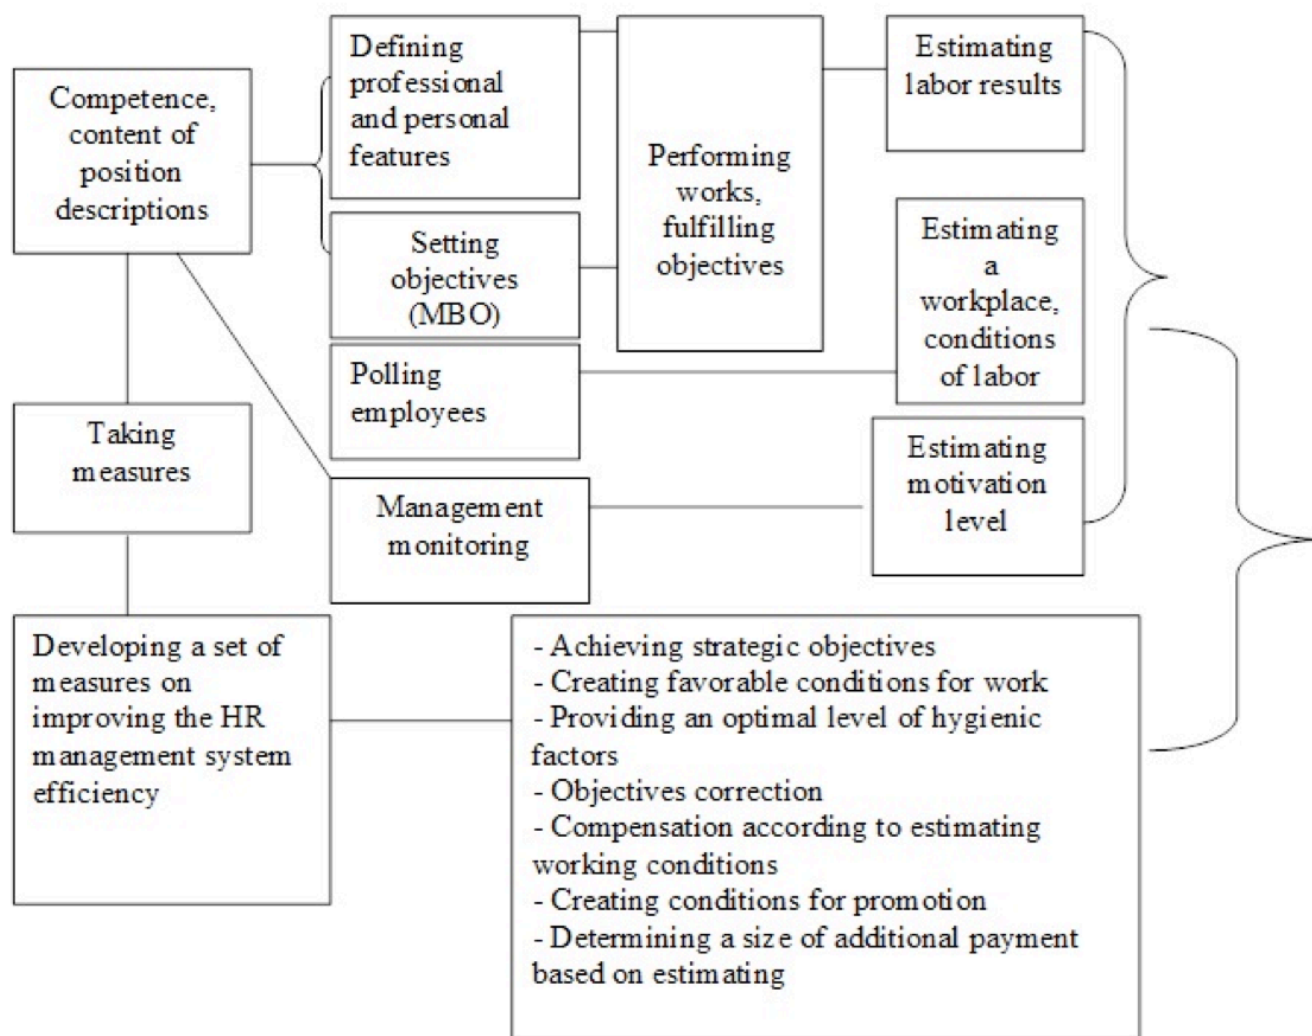 Competence,
content of
position
descriptions
Defining
professional
and personal
features
Setting
objectives
(MBO)
Polling
employees
Management
monitoring
Performing
works,
fulfilling
objectives
Estimating
labor results
Estimating
a
workplace,
conditions
of labor
Estimating
motivation
level
Taking
measures
Developing a set of
measures on
improving the HR
management system
efficiency
- Achieving strategic objectives
- Creating favorable conditions for work
- Providing an optimal level of hygienic
factors
- Objectives correction
- Compensation according to estimating
working conditions
- Creating conditions for promotion
- Determining a size of additional payment
based on estimating